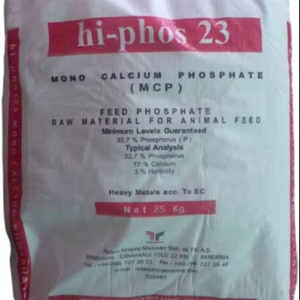 hi-phos 23
MONO CALCIUM PHOSPHATE
(MCP)
FEED PHOSPHATE
RAW MATERIAL FOR ANIMAL FEED
Minimum Levels Guaranteed
22,7 % Phosphorus (P)
Typical Analysis
22,7 % Phosphorus
17 % Calcium
3 % Humidity
Heavy Metals acc. To EC
Net 25 Kg
TURKEY